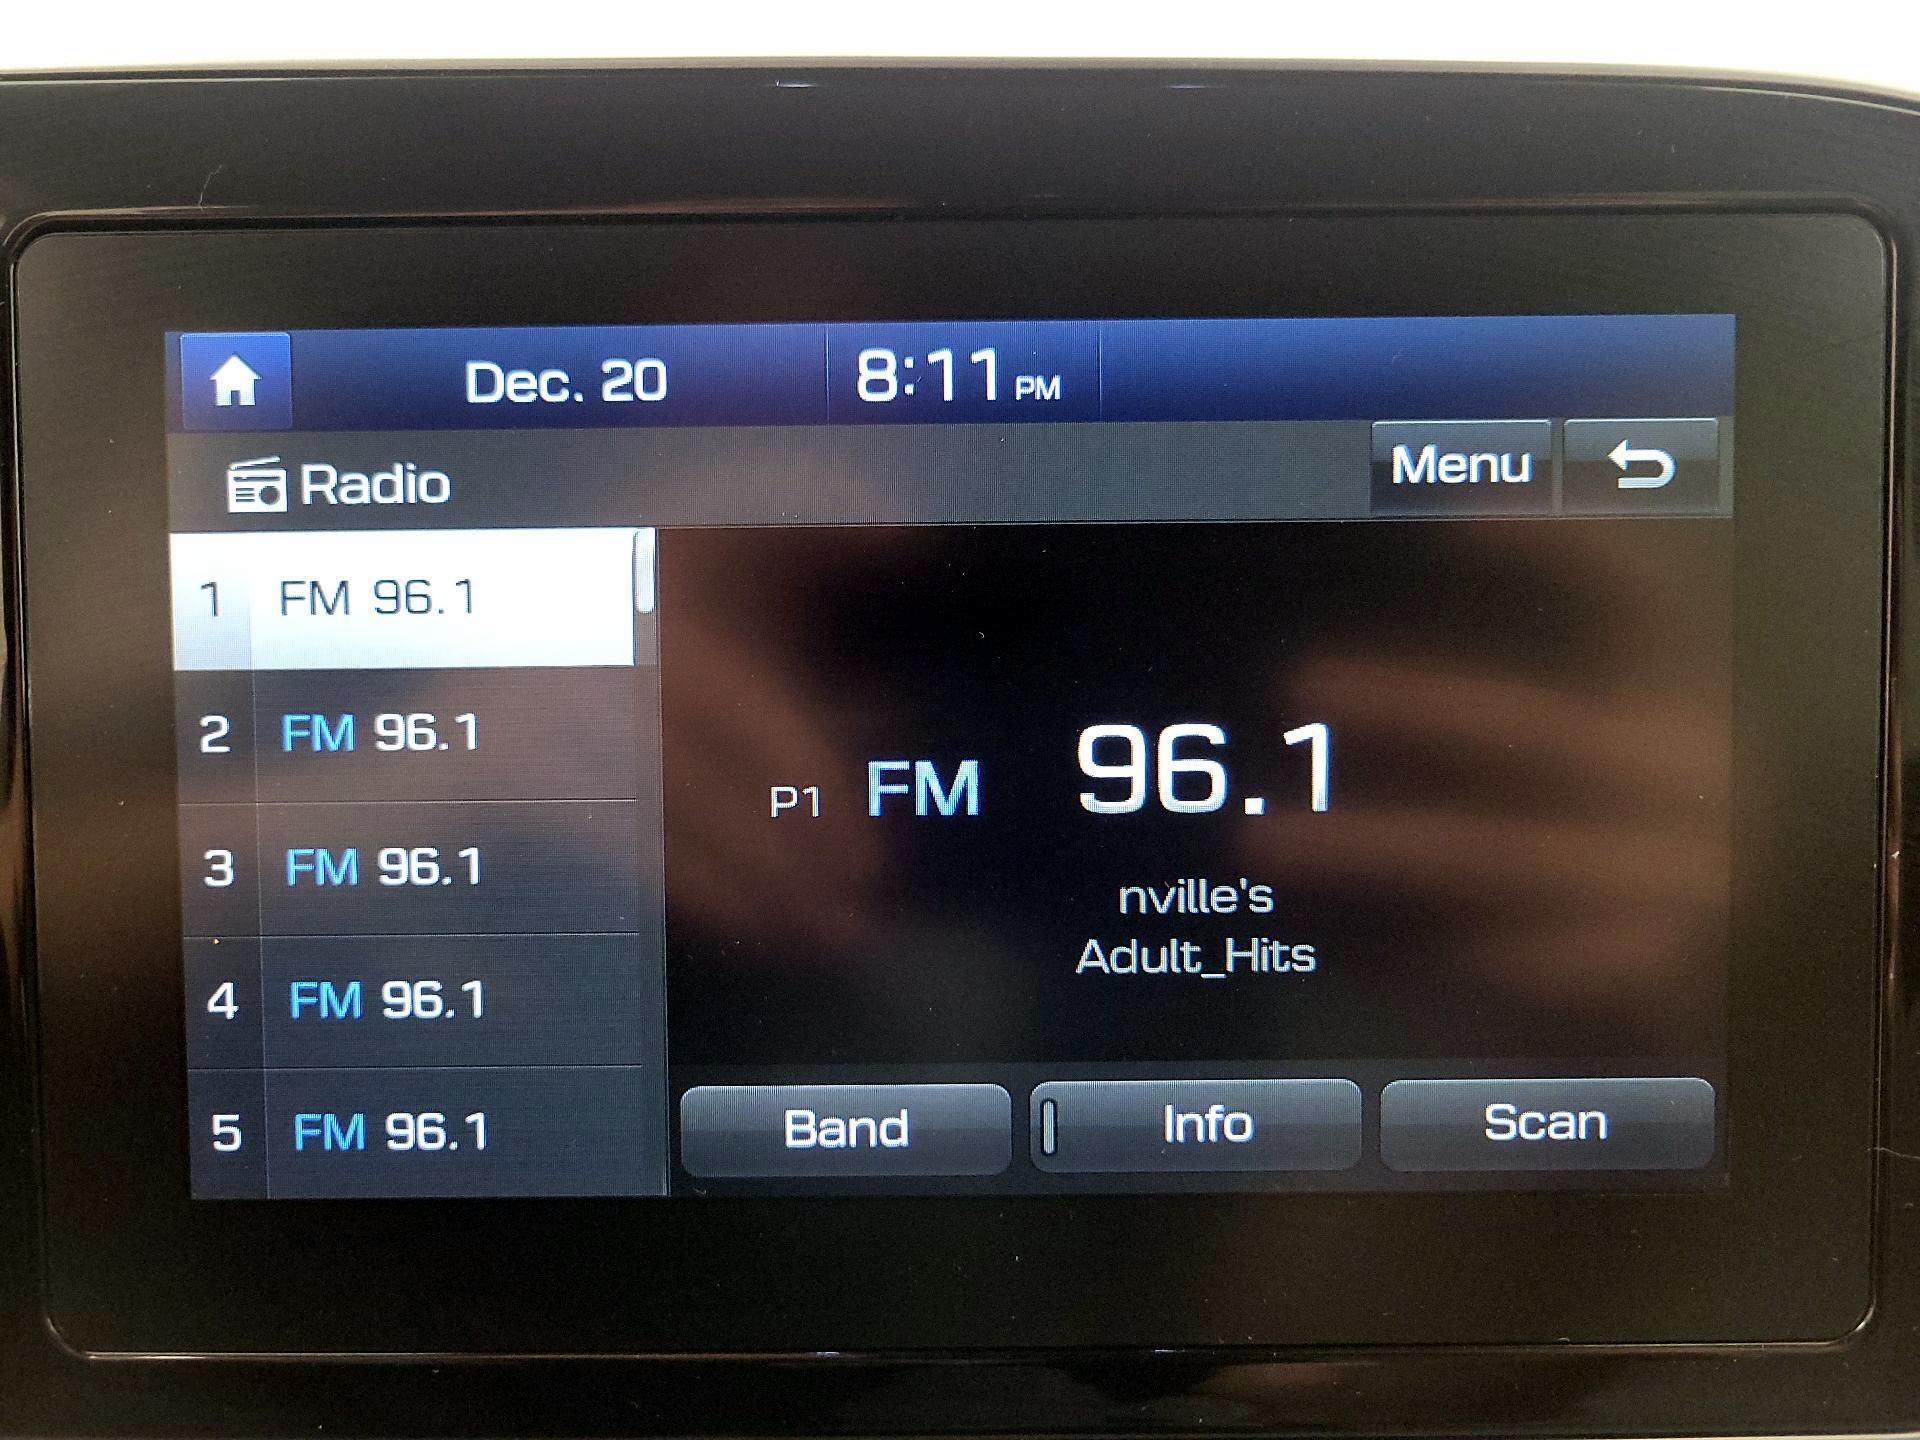 Dec. 20 8:11 PM
Radio Menu
1 FM 96.1
2 FM 96.1
3 FM 96.1
4 FM 96.1
5 FM 96.1
P1 FM 96.1
nville's
Adult_Hits
Band Info Scan